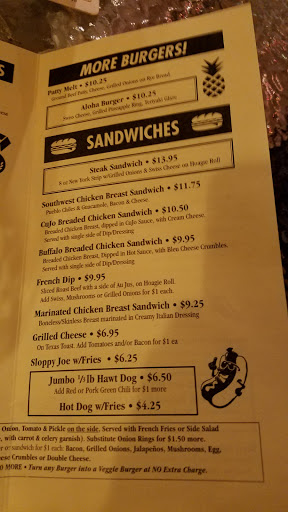 S
MORE BURGERS!
Patty Melt • $10.25
Ground Beef Patty, Cheese, Grilled Onions on Rye Bread.
Aloha Burger • $10.25
Swiss Cheese, Grilled Pineapple Ring, Teriyaki Glaze
SANDWICHES
Steak Sandwich • $13.95
8 oz New York Strip w/Grilled Onions & Swiss Cheese on Hoagie Roll
Southwest Chicken Breast Sandwich • $11.75
Pueblo Chiles & Guacamole, Bacon & Cheese
CaJo Breaded Chicken Sandwich • $10.50
Breaded Chicken Breast, dipped in CaJo Sauce, with Cream Cheese.
Served with single side of Dip/Dressing
Buffalo Breaded Chicken Sandwich • $9.95
Breaded Chicken Breast, Dipped in Hot Sauce, with Bleu Cheese Crumbles.
Served with single side of Dip/Dressing
French Dip • $9.95
Sliced Roast Beef with a side of Au Jus, on Hoagie Roll.
Add Swiss, Mushrooms or Grilled Onions for $1 each.
Marinated Chicken Breast Sandwich • $9.25
Boneless/Skinless Breast marinated in Creamy Italian Dressing
Grilled Cheese • $6.95
On Texas Toast. Add Tomatoes and/or Bacon for $1 ea
Sloppy Joe w/Fries • $6.25
Jumbo 1/3 lb Hawt Dog • $6.50
Add Red or Pork Green Chili for $1 more
Hot Dog w/Fries • $4.25
Onion, Tomato & Pickle on the side. Served with French Fries or Side Salad
with carrot & celery garnish). Substitute Onion Rings for $1.50 more.
or sandwich for $1 each: Bacon, Grilled Onions, Jalapeños, Mushrooms, Egg,
Cheese Crumbles or Double Cheese.
MORE • Turn any Burger into a Veggie Burger at NO Extra Charge.